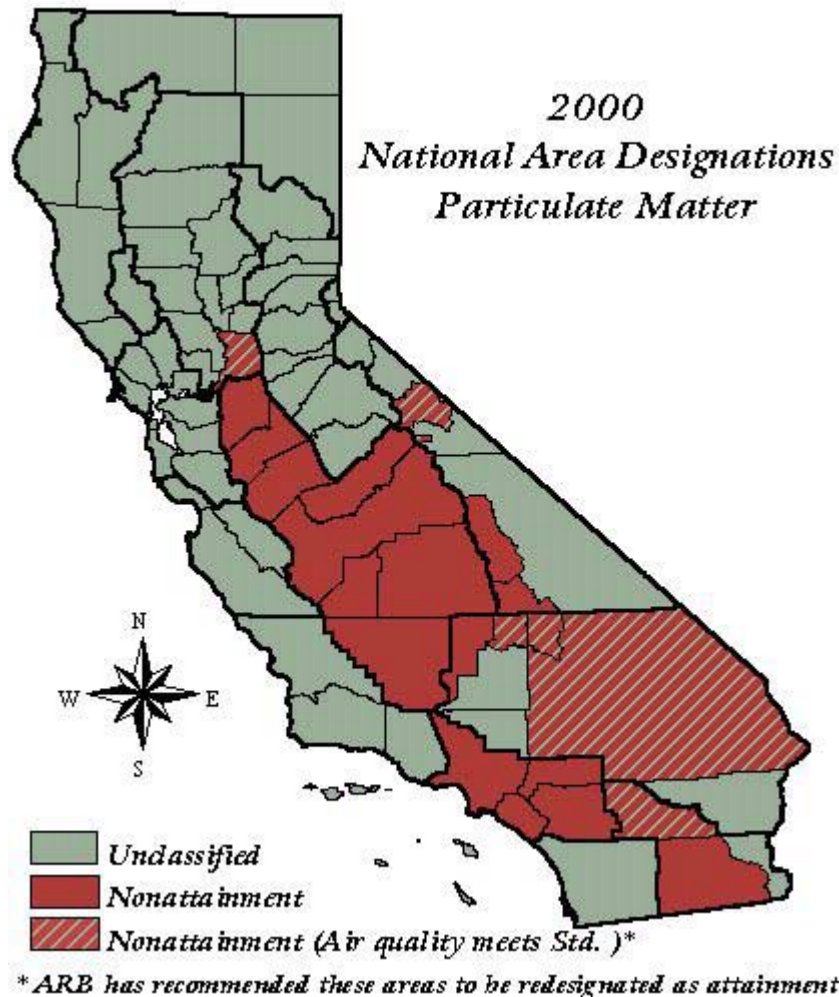 2000
National Area Designations
Particulate Matter
N
W E
S
Unclassified
Nonattainment
Nonattainment (Air quality meets Std. )*
* ARB has recommended these areas to be redesignated as attainment